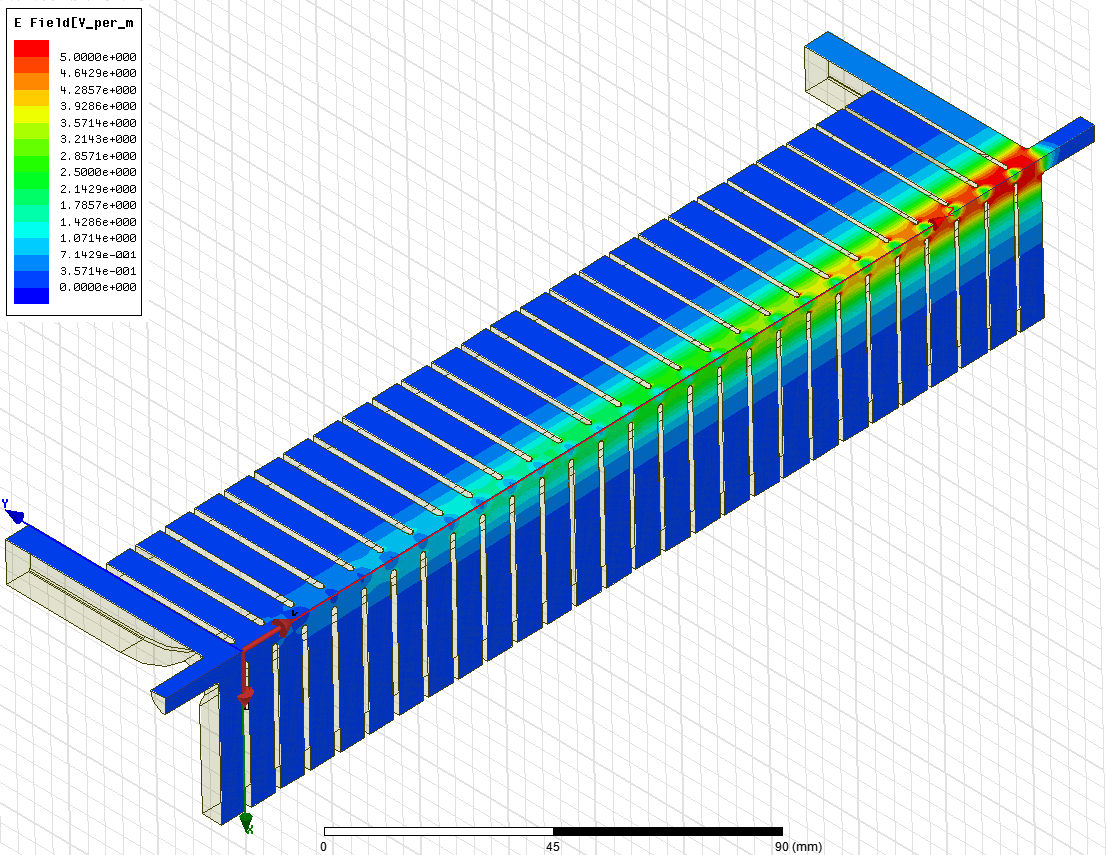 E Field[V_per_m
5.0000e+000
4.6429e+000
4.2857e+000
3.9286e+000
3.5714e+000
3.2143e+000
2.8571e+000
2.5000e+000
2.1429e+000
1.7857e+000
1.4286e+000
1.0714e+000
7.1429e-001
3.5714e-001
0.0000e+000
Y
X
0
45
90 (mm)